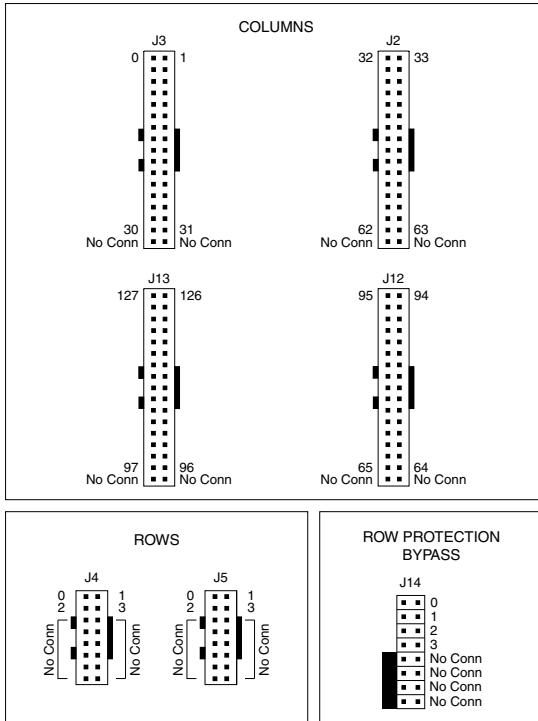 COLUMNS
J3
0 1
30 31
No Conn No Conn
J2
32 33
62 63
No Conn No Conn
J13
127 126
97 96
No Conn No Conn
J12
95 94
65 64
No Conn No Conn
ROWS
J4
0 1
2 3
No Conn No Conn
J5
0 1
2 3
No Conn No Conn
ROW PROTECTION
BYPASS
J14
0
1
2
3
No Conn
No Conn
No Conn
No Conn